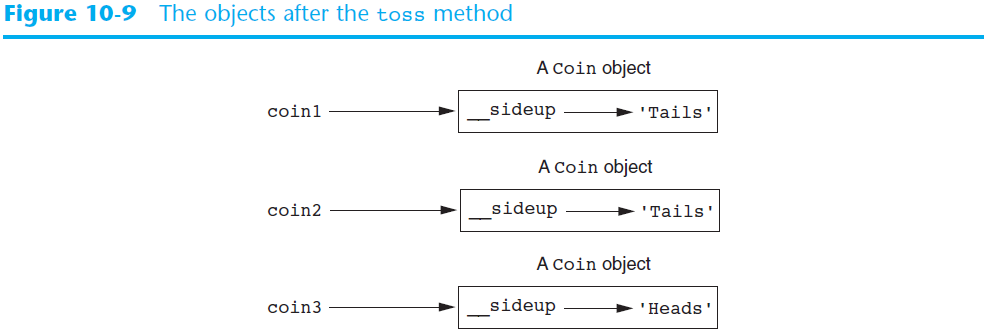 Figure 10-9 The objects after the toss method
A Coin object
coin1 __sideup 'Tails'
A Coin object
coin2 __sideup 'Tails'
A Coin object
coin3 __sideup 'Heads'